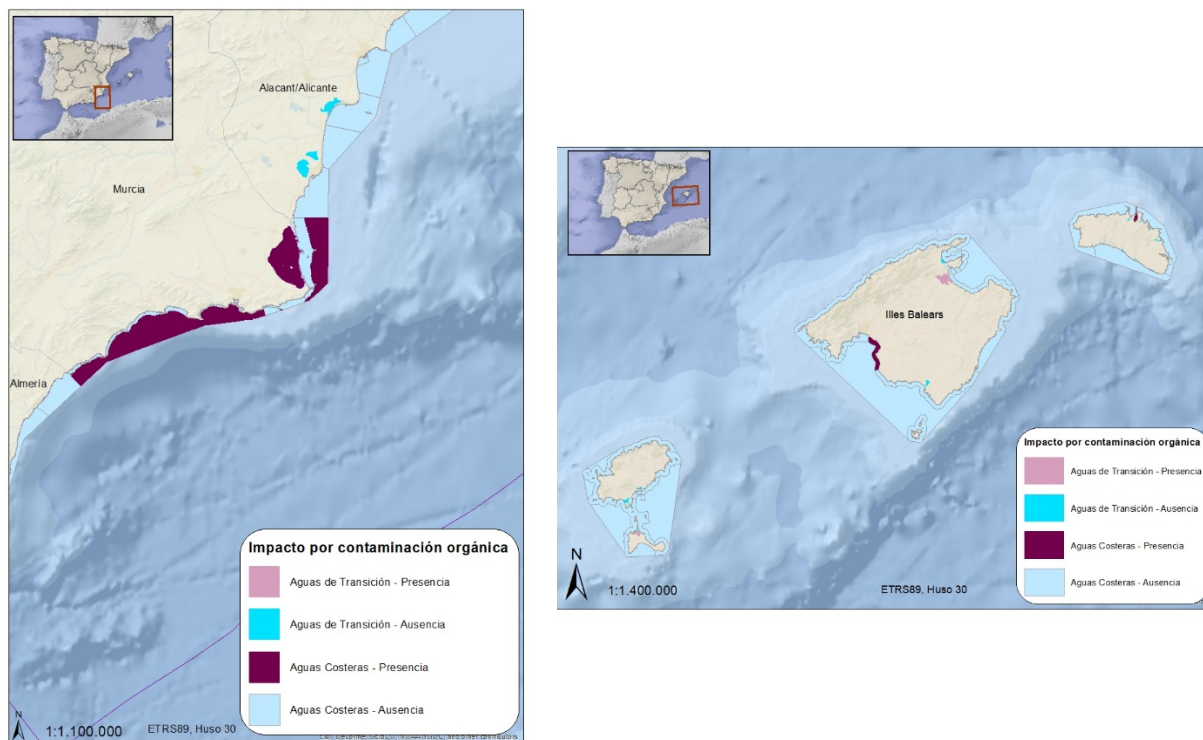 Alacant/Alicante
Murcia
Almería
Impacto por contaminación orgánica
Aguas de Transición - Presencia
Aguas de Transición - Ausencia
Aguas Costeras - Presencia
Aguas Costeras - Ausencia
N
1:1.100.000
ETRS89, Huso 30
Illes Balears
Impacto por contaminación orgánica
Aguas de Transición - Presencia
Aguas de Transición - Ausencia
Aguas Costeras - Presencia
Aguas Costeras - Ausencia
N
1:1.400.000
ETRS89, Huso 30